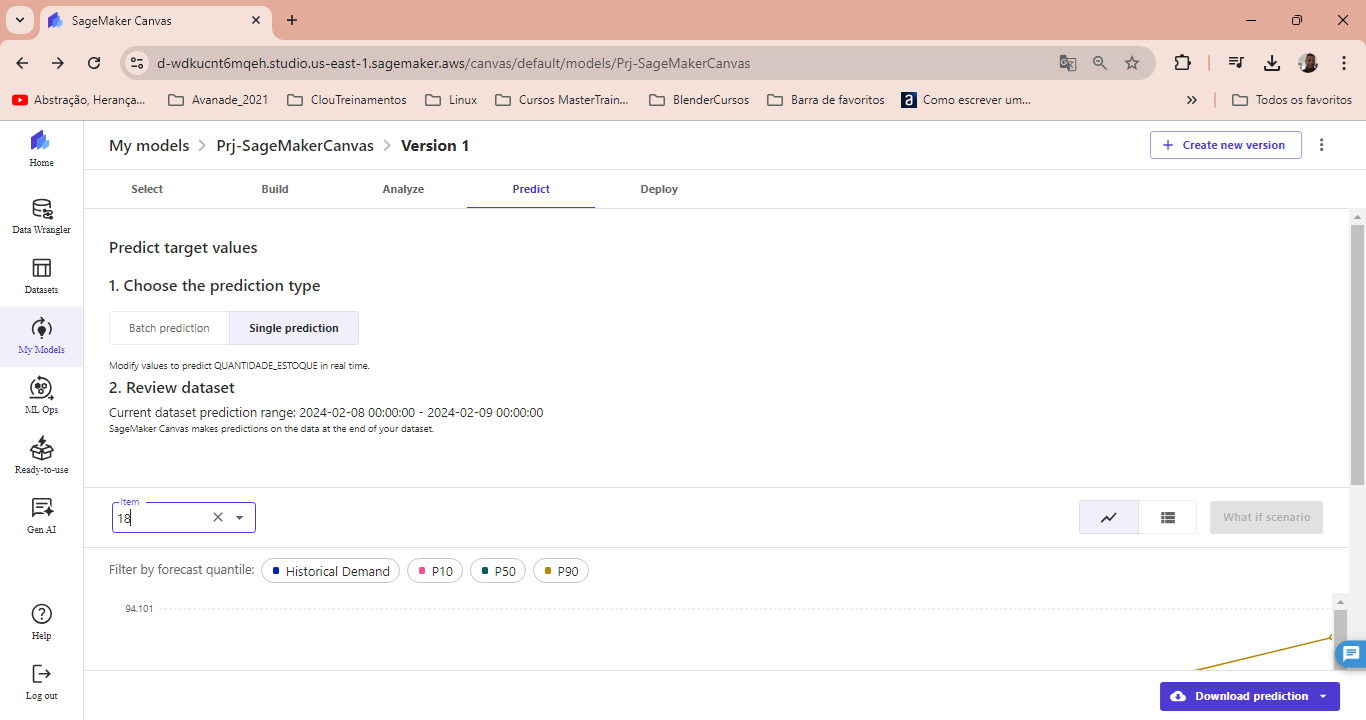 SageMaker Canvas
d-wdkucnt6mqeh.studio.us-east-1.sagemaker.aws/canvas/default/models/Prj-SageMakerCanvas
Abstração, Herança... Avanade_2021 ClouTreinamentos Linux Cursos MasterTrain... BlenderCursos Barra de favoritos a Como escrever um... » Todos os favoritos
Home
My models > Prj-SageMakerCanvas > Version 1
+ Create new version
Select Build Analyze Predict Deploy
Data Wrangler
Datasets
My Models
ML Ops
Ready-to-use
Gen AI
Help
Log out
Predict target values
1. Choose the prediction type
Batch prediction Single prediction
Modify values to predict QUANTIDADE_ESTOQUE in real time.
2. Review dataset
Current dataset prediction range: 2024-02-08 00:00:00 - 2024-02-09 00:00:00
SageMaker Canvas makes predictions on the data at the end of your dataset.
Item
18
What if scenario
Filter by forecast quantile: Historical Demand P10 P50 P90
94.101
Download prediction